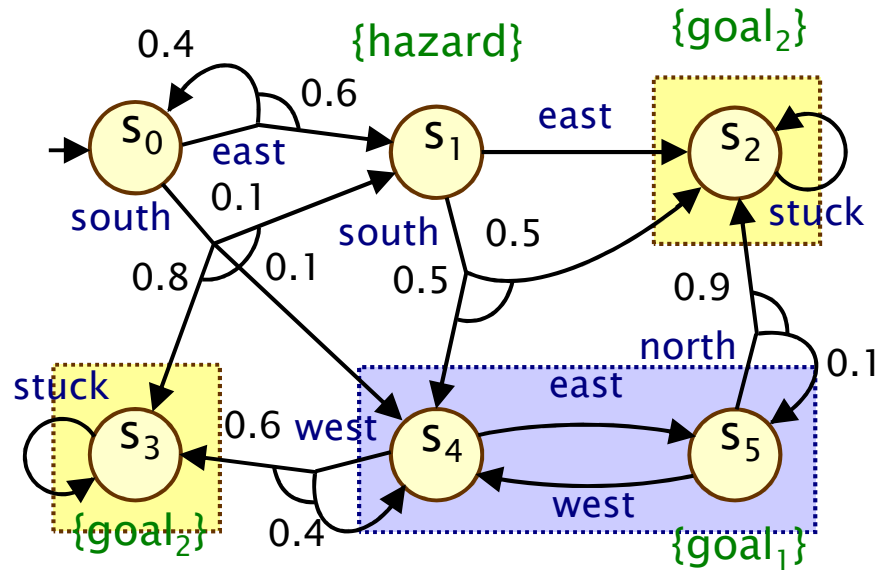 {goal₂}
{hazard}
0.4
0.6
s₀
s₁
s₂
east
east
0.1
south
south
stuck
0.5
0.8
0.1
0.5
0.9
north
0.1
east
stuck
0.6
west
s₃
s₄
s₅
west
0.4
{goal₂}
{goal₁}